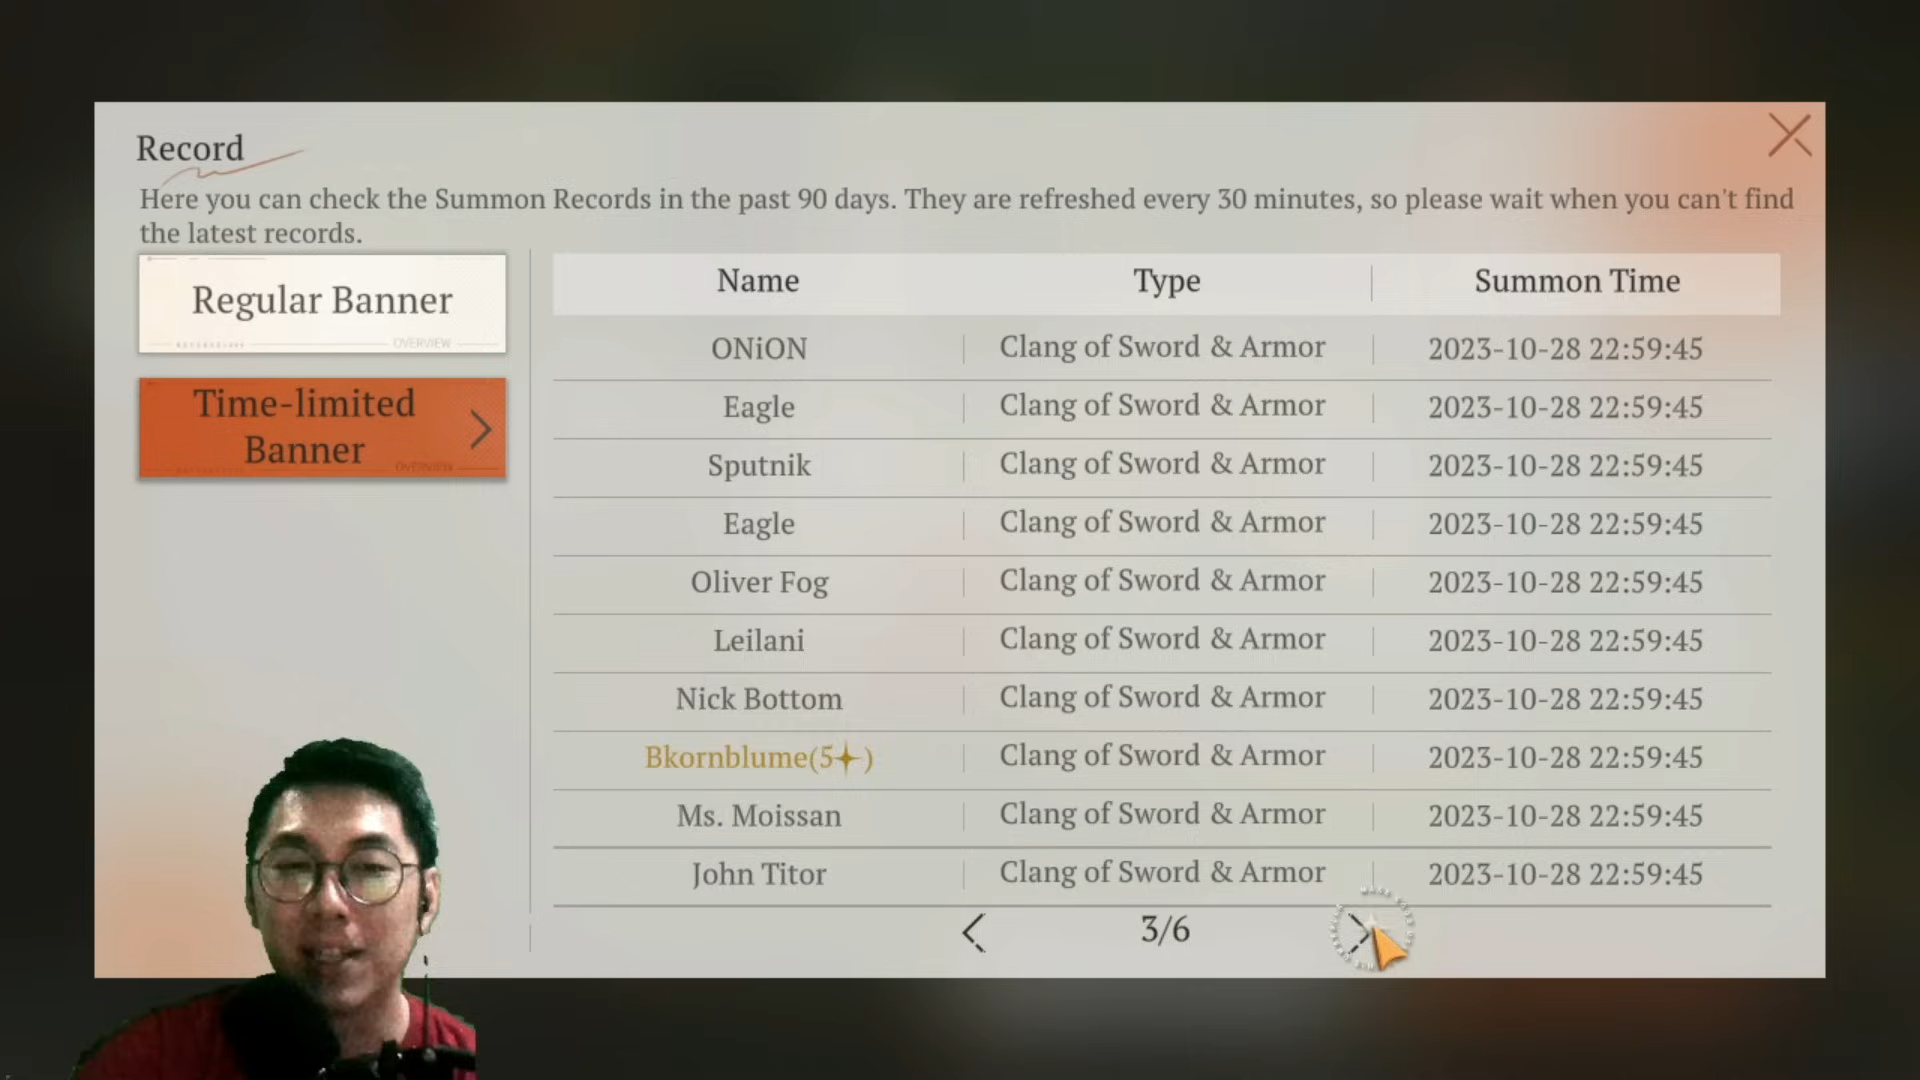 Record
Here you can check the Summon Records in the past 90 days. They are refreshed every 30 minutes, so please wait when you can't find
the latest records.
Regular Banner
OVERVIEW
Time-limited
Banner
OVERVIEW
Name Type Summon Time
ONiON Clang of Sword & Armor 2023-10-28 22:59:45
Eagle Clang of Sword & Armor 2023-10-28 22:59:45
Sputnik Clang of Sword & Armor 2023-10-28 22:59:45
Eagle Clang of Sword & Armor 2023-10-28 22:59:45
Oliver Fog Clang of Sword & Armor 2023-10-28 22:59:45
Leilani Clang of Sword & Armor 2023-10-28 22:59:45
Nick Bottom Clang of Sword & Armor 2023-10-28 22:59:45
Bkornblume(5✦) Clang of Sword & Armor 2023-10-28 22:59:45
Ms. Moissan Clang of Sword & Armor 2023-10-28 22:59:45
John Titor Clang of Sword & Armor 2023-10-28 22:59:45
3/6